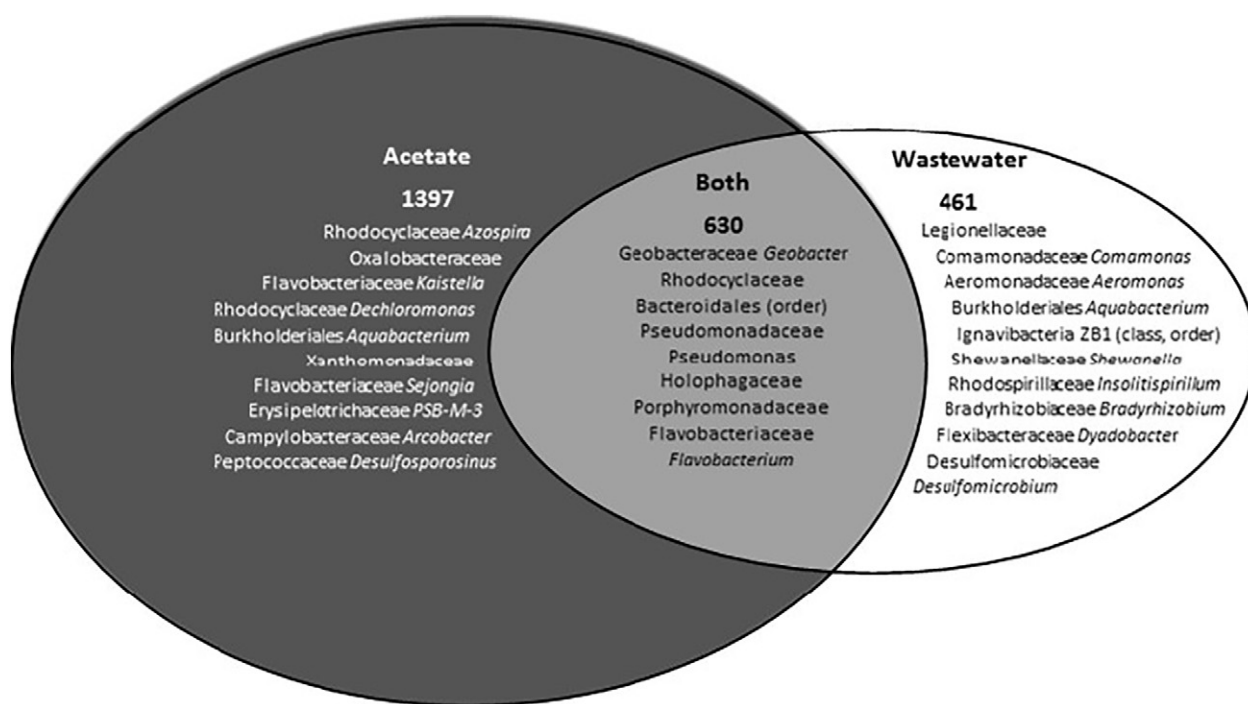 Acetate
1397
Rhodocyclaceae Azospira
Oxalobacteraceae
Flavobacteriaceae Kaistella
Rhodocyclaceae Dechloromonas
Burkholderiales Aquabacterium
Xanthomonadaceae
Flavobacteriaceae Sejongia
Erysipelotrichaceae PSB-M-3
Campylobacteraceae Arcobacter
Peptococcaceae Desulfosporosinus
Both
630
Geobacteraceae Geobacter
Rhodocyclaceae
Bacteroidales (order)
Pseudomonadaceae
Pseudomonas
Holophagaceae
Porphyromonadaceae
Flavobacteriaceae
Flavobacterium
Wastewater
461
Legionellaceae
Comamonadaceae Comamonas
Aeromonadaceae Aeromonas
Burkholderiales Aquabacterium
Ignavibacteria ZB1 (class, order)
Shewanellaceae Shewanella
Rhodospirillaceae Insolitispirillum
Bradyrhizobiaceae Bradyrhizobium
Flexibacteraceae Dyadobacter
Desulfomicrobiaceae
Desulfomicrobium